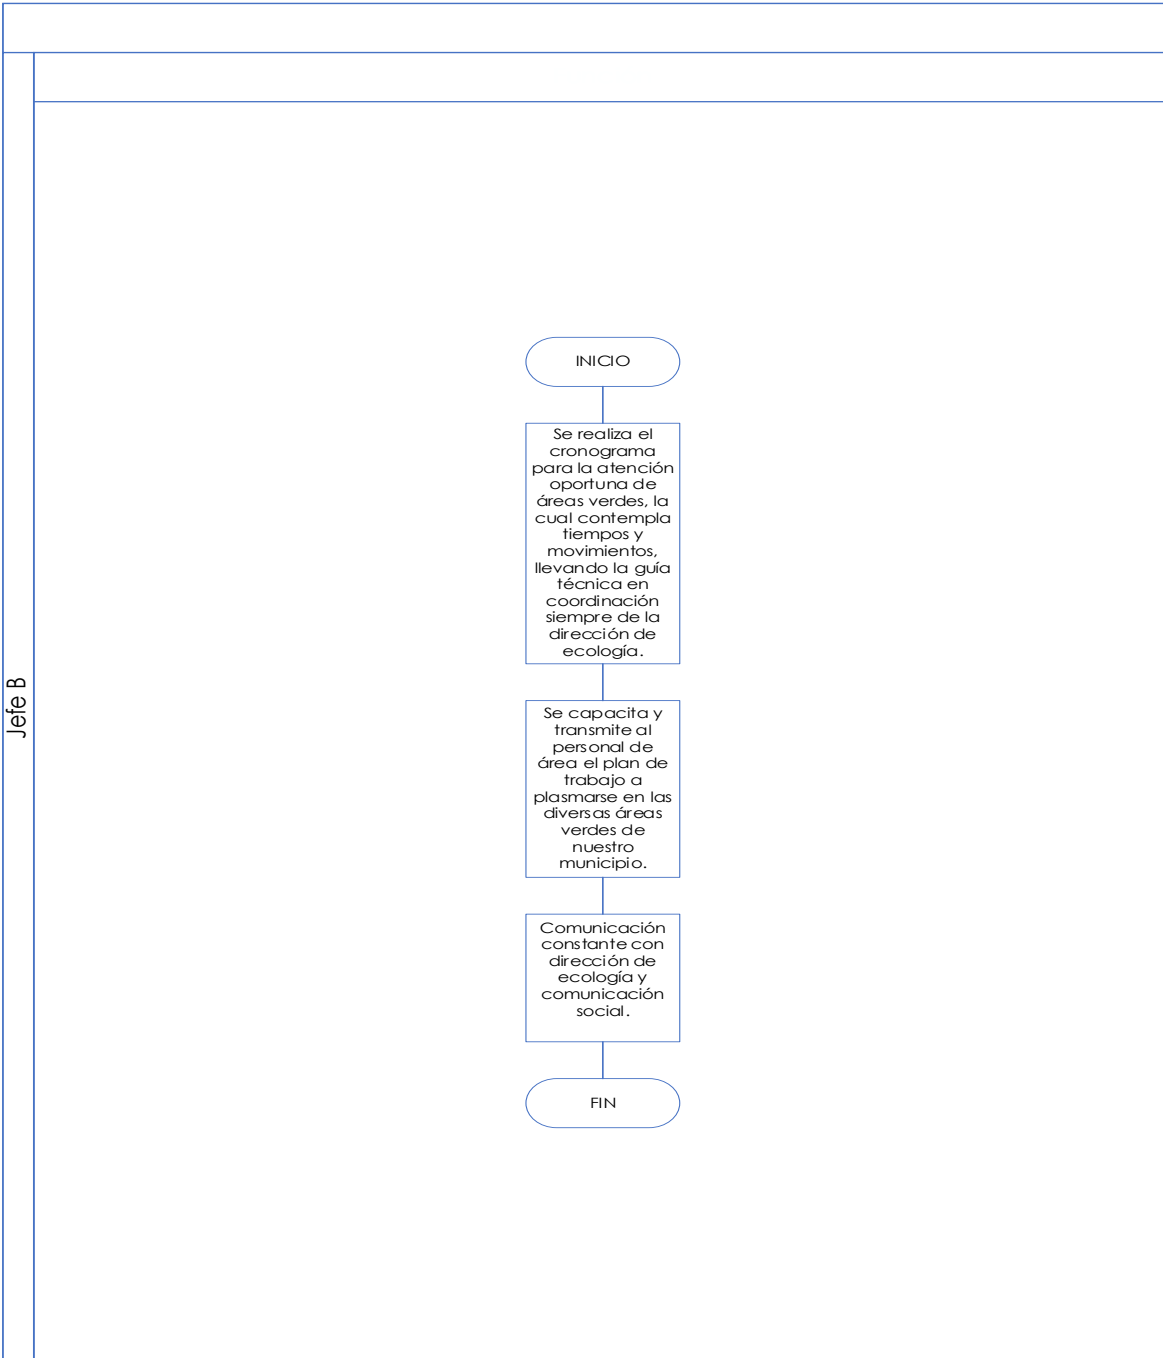 INICIO
Se realiza el
cronograma
para la atención
oportuna de
áreas verdes, la
cual contempla
tiempos y
movimientos,
llevando la guía
técnica en
coordinación
siempre de la
dirección de
ecología.
Jefe B
Se capacita y
transmite al
personal de
área el plan de
trabajo a
plasmarse en las
diversas áreas
verdes de
nuestro
municipio.
Comunicación
constante con
dirección de
ecología y
comunicación
social.
FIN